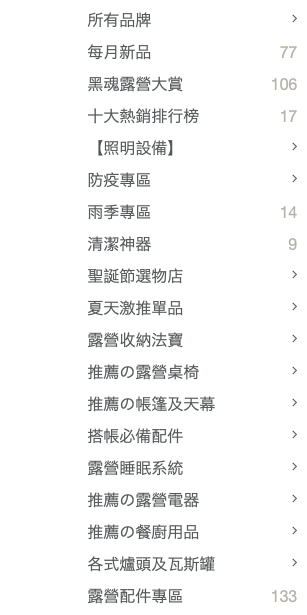 所有品牌 ›
每月新品 77
黑魂露營大賞 106
十大熱銷排行榜 17
【照明設備】 ›
防疫專區 ›
雨季專區 14
清潔神器 9
聖誕節選物店 ›
夏天激推單品 ›
露營收納法寶 ›
推薦の露營桌椅 ›
推薦の帳篷及天幕 ›
搭帳必備配件 ›
露營睡眠系統 ›
推薦の露營電器 ›
推薦の餐廚用品 ›
各式爐頭及瓦斯罐 ›
露營配件專區 133